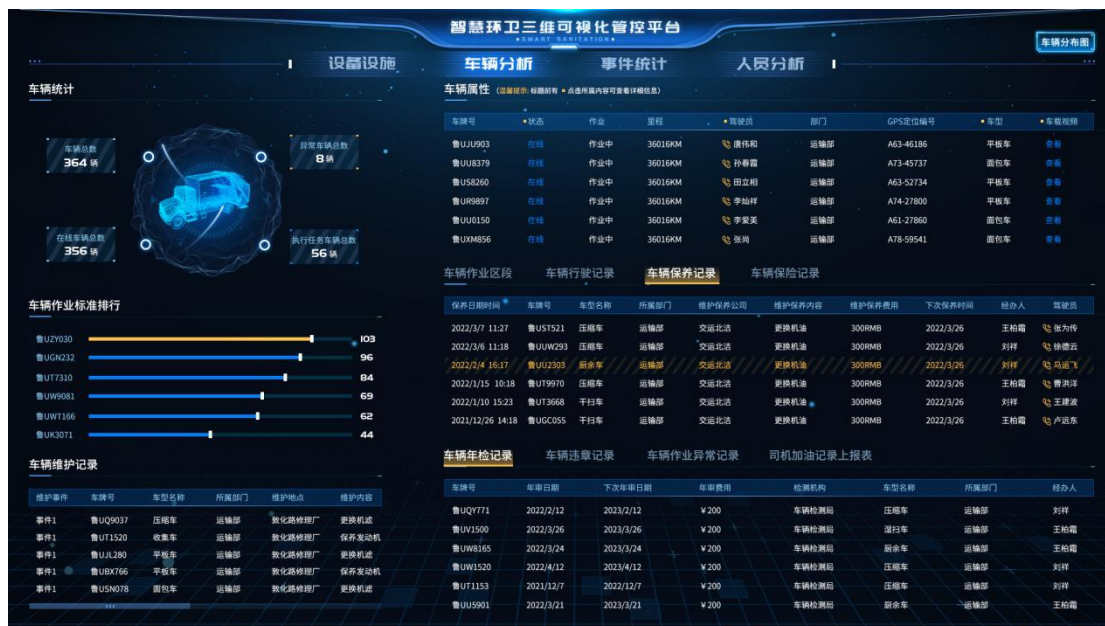 智慧环卫三维可视化管控平台
SMART SANITATION
车辆分布图
设备设施 车辆分析 事件统计 人员分析
车辆统计
车辆总数
364 辆
异常车辆总数
8 辆
在线车辆总数
356 辆
执行任务车辆总数
56 辆
车辆作业标准排行
鲁UZY030 103
鲁UGN232 96
鲁UT7310 84
鲁UW9081 69
鲁UWT166 62
鲁UK3071 44
车辆维护记录
维护事件 车牌号 车型名称 所属部门 维护地点 维护内容
事件1 鲁UQ9037 压缩车 运输部 敦化路修理厂 更换机滤
事件1 鲁UT1520 收集车 运输部 敦化路修理厂 保养发动机
事件1 鲁UJL280 平板车 运输部 敦化路修理厂 更换机滤
事件1 鲁UBX766 平板车 运输部 敦化路修理厂 保养发动机
事件1 鲁USN078 面包车 运输部 敦化路修理厂 更换机滤
车辆属性 (温馨提示: 标题前有 ▪ 点击所属内容可查看详细信息)
车牌号 ▪状态 作业 里程 ▪驾驶员 部门 GPS定位编号 ▪车型 ▪车载视频
鲁UJU903 在线 作业中 36016KM 唐伟和 运输部 A63-46186 平板车 查看
鲁UU8379 在线 作业中 36016KM 孙春霞 运输部 A73-45737 面包车 查看
鲁US8260 在线 作业中 36016KM 田立相 运输部 A63-52734 平板车 查看
鲁UR9897 在线 作业中 36016KM 李灿祥 运输部 A74-27800 平板车 查看
鲁UU0150 在线 作业中 36016KM 李爱美 运输部 A61-27860 面包车 查看
鲁UXM856 在线 作业中 36016KM 张尚 运输部 A78-59541 面包车 查看
车辆作业区段 车辆行驶记录 车辆保养记录 车辆保险记录
保养日期时间 车牌号 车型名称 所属部门 维护保养公司 维护保养内容 维护保养费用 下次保养时间 经办人 驾驶员
2022/3/7 11:27 鲁UST521 压缩车 运输部 交运北洁 更换机油 300RMB 2022/3/26 王柏霜 张为传
2022/3/6 11:18 鲁UUW293 压缩车 运输部 交运北洁 更换机油 300RMB 2022/3/26 刘祥 徐德云
2022/2/4 16:17 鲁UU2303 厨余车 运输部 交运北洁 更换机油 300RMB 2022/3/26 刘祥 马运飞
2022/1/15 10:18 鲁UT9970 压缩车 运输部 交运北洁 更换机油 300RMB 2022/3/26 王柏霜 曹洪洋
2022/1/10 15:23 鲁UT3668 干扫车 运输部 交运北洁 更换机油 300RMB 2022/3/26 刘祥 王建波
2021/12/26 14:18 鲁UGC055 干扫车 运输部 交运北洁 更换机油 300RMB 2022/3/26 王柏霜 卢远东
车辆年检记录 车辆违章记录 车辆作业异常记录 司机加油记录上报表
车牌号 年审日期 下次年审日期 年审费用 检测机构 车型名称 所属部门 经办人
鲁UQY771 2022/2/12 2023/2/12 ￥200 车辆检测局 压缩车 运输部 刘祥
鲁UV1500 2022/3/26 2023/3/26 ￥200 车辆检测局 湿扫车 运输部 王柏霜
鲁UW8165 2022/3/24 2023/3/24 ￥200 车辆检测局 厨余车 运输部 王柏霜
鲁UW1520 2022/4/12 2023/4/12 ￥200 车辆检测局 压缩车 运输部 刘祥
鲁UT1153 2021/12/7 2022/12/7 ￥200 车辆检测局 压缩车 运输部 刘祥
鲁UU5901 2022/3/21 2023/3/21 ￥200 车辆检测局 厨余车 运输部 王柏霜